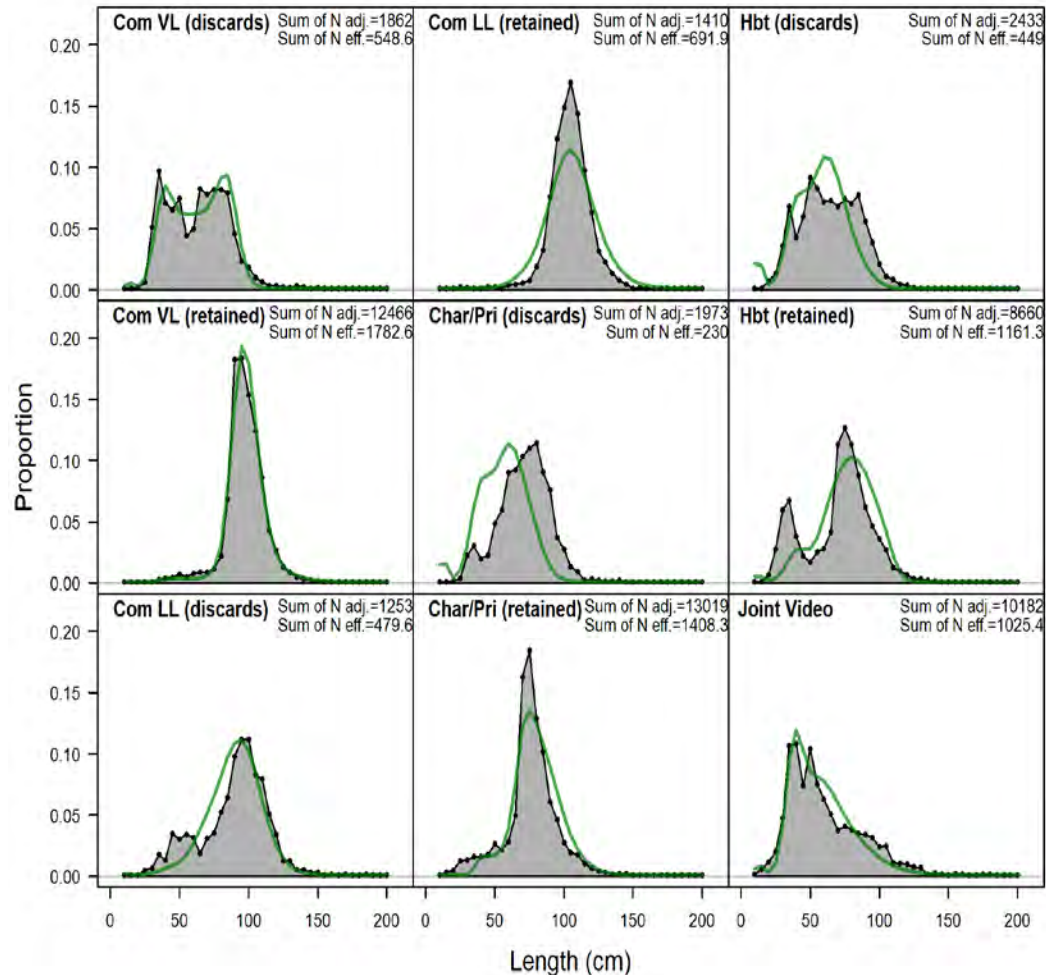 Com VL (discards)
Sum of N adj.=1862
Sum of N eff.=548.6
Com LL (retained)
Sum of N adj.=1410
Sum of N eff.=691.9
Hbt (discards)
Sum of N adj.=2433
Sum of N eff.=449
0.20
0.15
0.10
0.05
0.00
Com VL (retained)
Sum of N adj.=12466
Sum of N eff.=1782.6
Char/Pri (discards)
Sum of N adj.=1973
Sum of N eff.=230
Hbt (retained)
Sum of N adj.=8660
Sum of N eff.=1161.3
0.20
0.15
0.10
0.05
0.00
Proportion
Com LL (discards)
Sum of N adj.=1253
Sum of N eff.=479.6
Char/Pri (retained)
Sum of N adj.=13019
Sum of N eff.=1408.3
Joint Video
Sum of N adj.=10182
Sum of N eff.=1025.4
0.20
0.15
0.10
0.05
0.00
0 50 100 150 200
0 50 100 150 200
0 50 100 150 200
Length (cm)